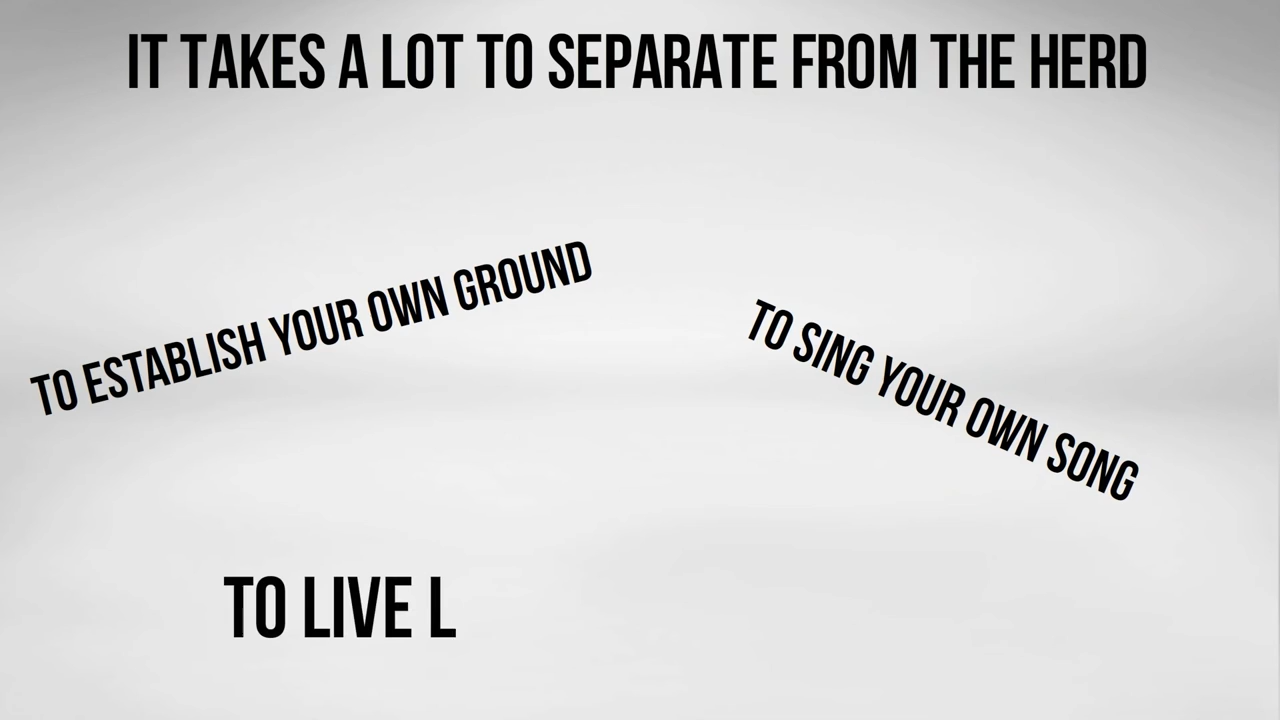 IT TAKES A LOT TO SEPARATE FROM THE HERD
TO ESTABLISH YOUR OWN GROUND
TO SING YOUR OWN SONG
TO LIVE L